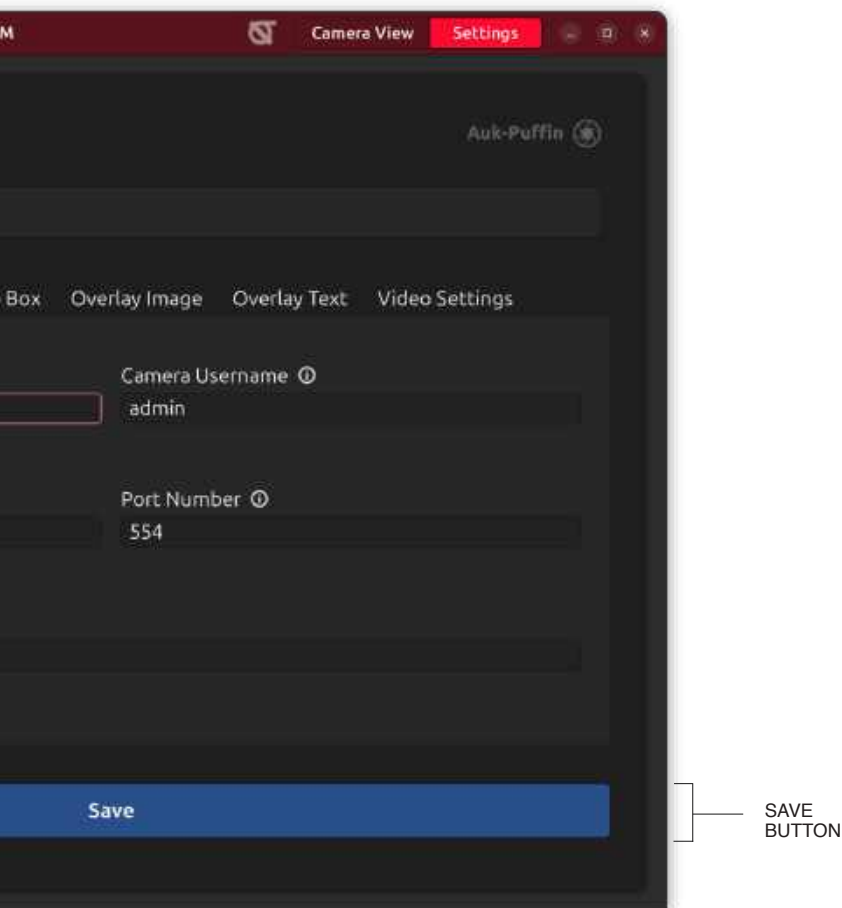 M Camera View Settings
Auk-Puffin
Box Overlay Image Overlay Text Video Settings
Camera Username
admin
Port Number
554
Save
SAVE
BUTTON